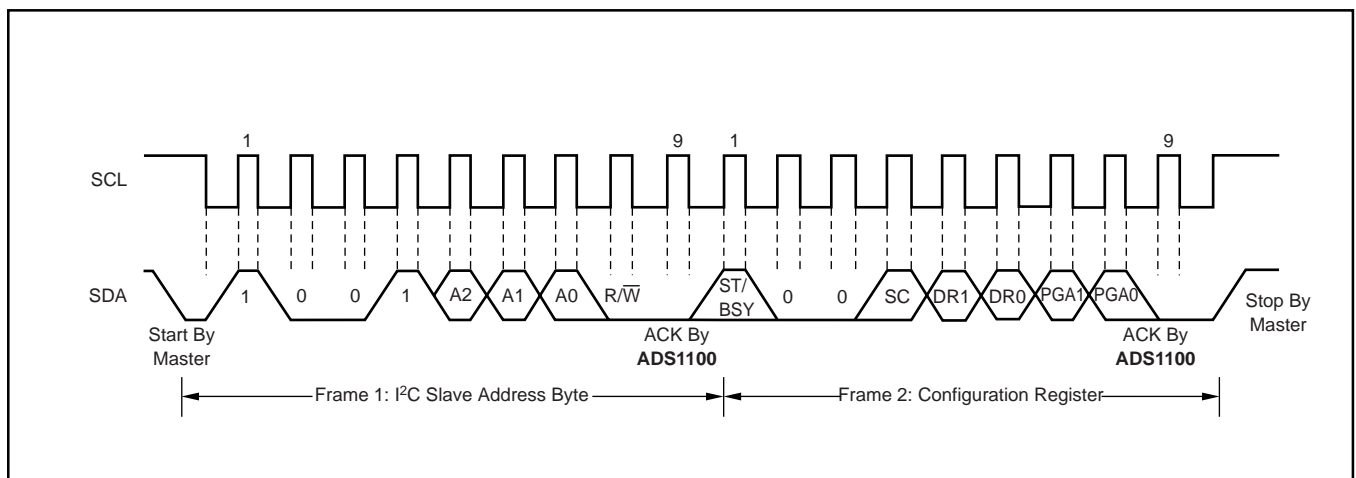 1 9 1 9
SCL
SDA 1 0 0 1 A2 A1 A0 R/W̅ ST/BSY 0 0 SC DR1 DR0 PGA1 PGA0
Start By Master
ACK By ADS1100
ACK By ADS1100
Stop By Master
Frame 1: I²C Slave Address Byte
Frame 2: Configuration Register